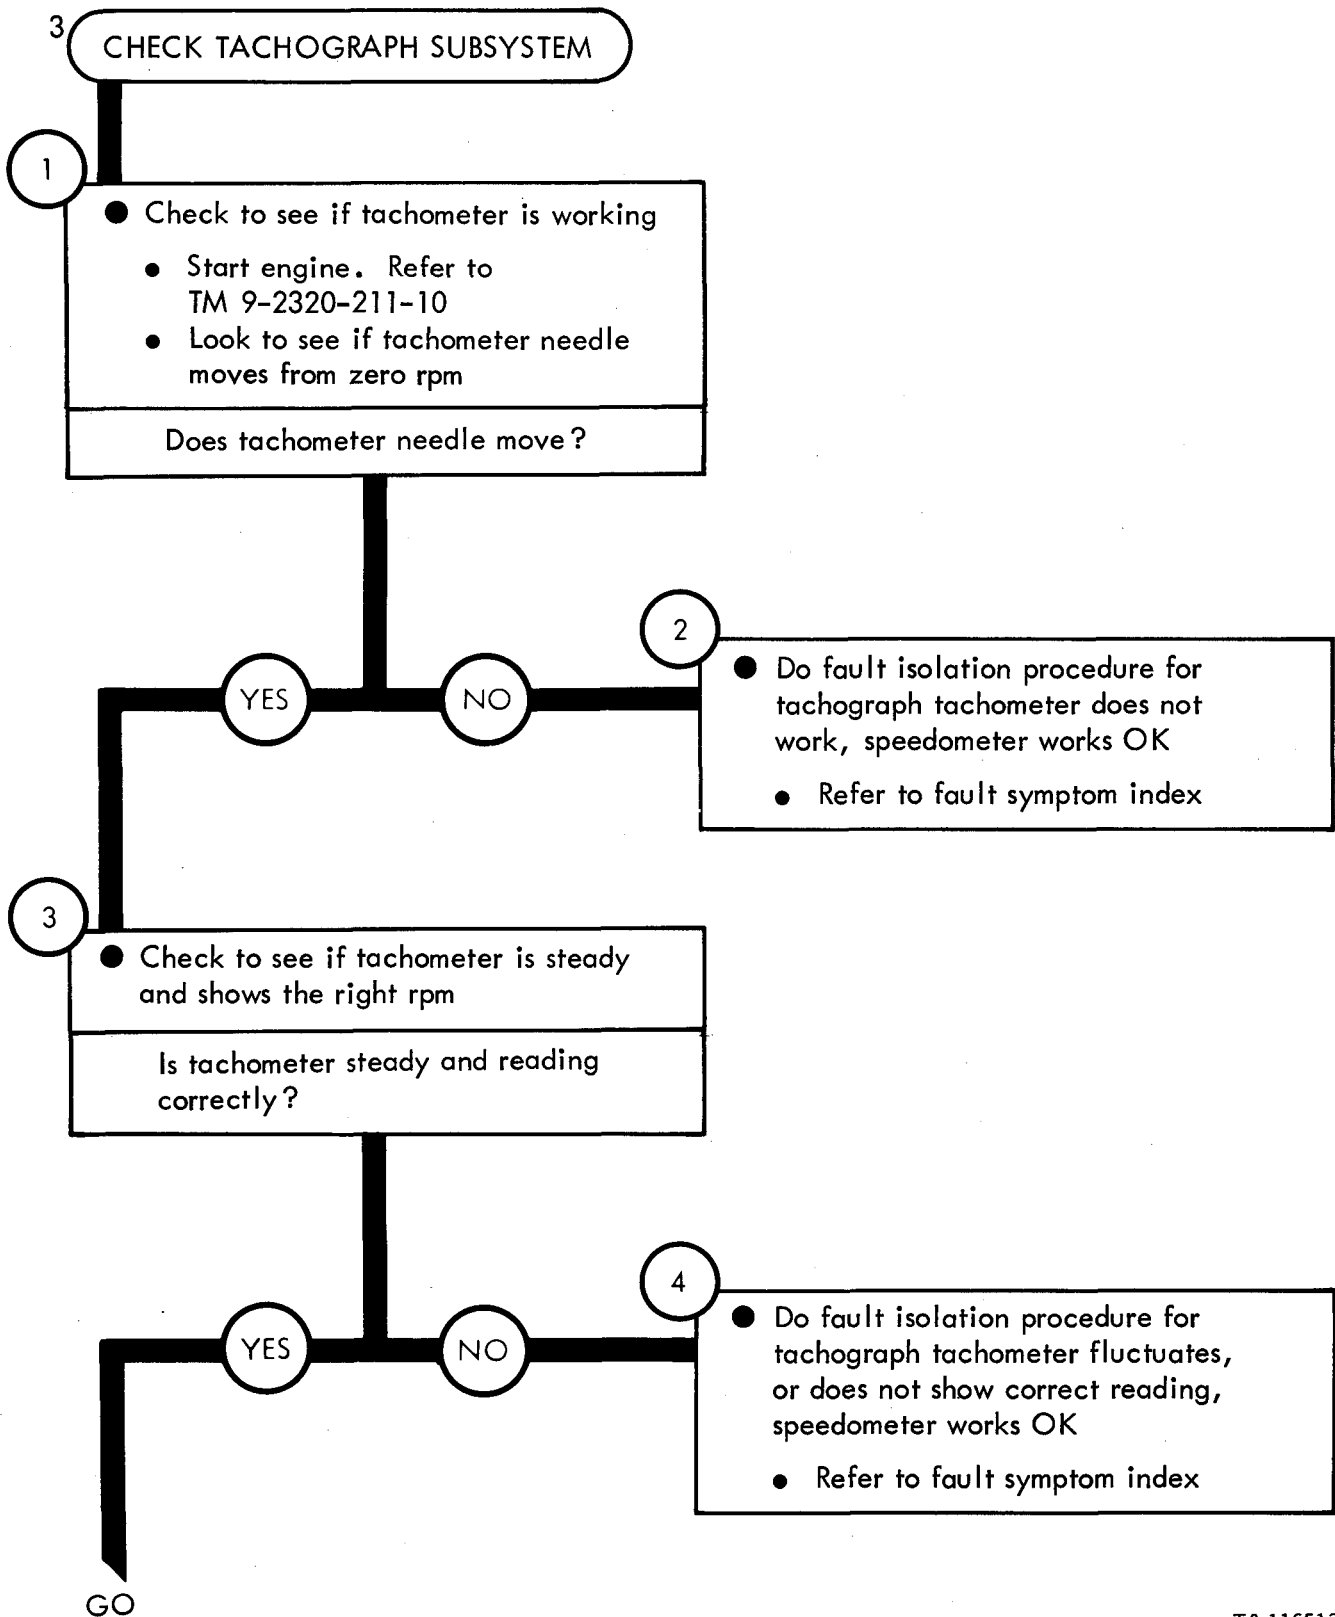 3
CHECK TACHOGRAPH SUBSYSTEM
1
● Check to see if tachometer is working
● Start engine. Refer to
TM 9-2320-211-10
● Look to see if tachometer needle
moves from zero rpm
Does tachometer needle move?
YES
NO
2
● Do fault isolation procedure for
tachograph tachometer does not
work, speedometer works OK
● Refer to fault symptom index
3
● Check to see if tachometer is steady
and shows the right rpm
Is tachometer steady and reading
correctly?
YES
NO
4
● Do fault isolation procedure for
tachograph tachometer fluctuates,
or does not show correct reading,
speedometer works OK
● Refer to fault symptom index
GO